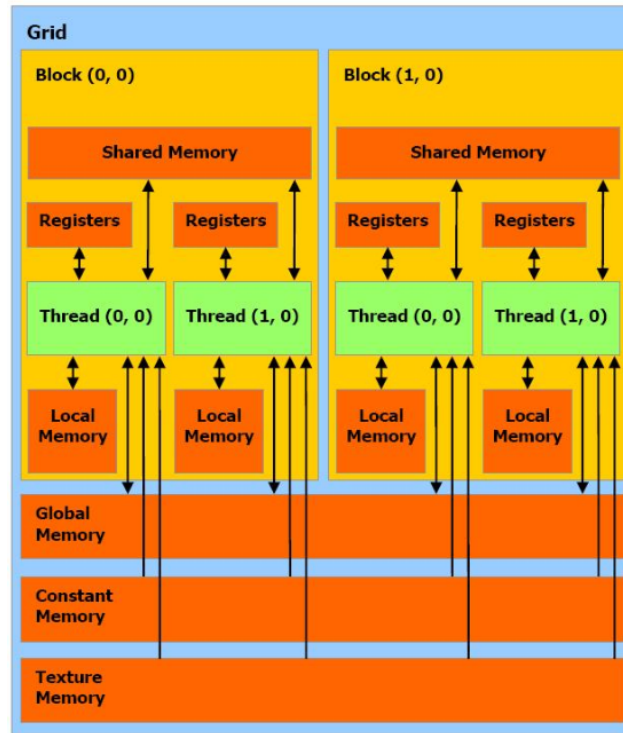 Grid
Block (0, 0)
Block (1, 0)
Shared Memory
Shared Memory
Registers
Registers
Registers
Registers
Thread (0, 0)
Thread (1, 0)
Thread (0, 0)
Thread (1, 0)
Local
Memory
Local
Memory
Local
Memory
Local
Memory
Global
Memory
Constant
Memory
Texture
Memory